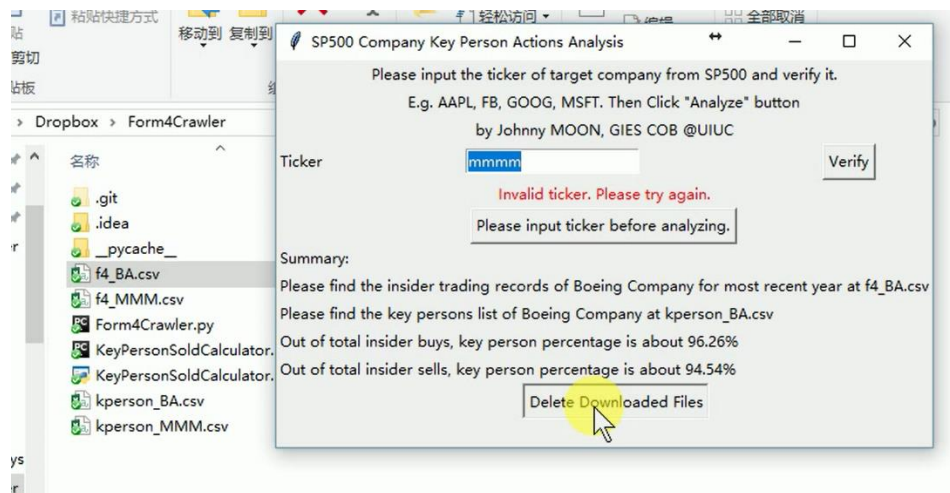 粘贴快捷方式
移动到 复制到
轻松访问
编辑
全部取消
剪切
SP500 Company Key Person Actions Analysis
Please input the ticker of target company from SP500 and verify it.
E.g. AAPL, FB, GOOG, MSFT. Then Click "Analyze" button
by Johnny MOON, GIES COB @UIUC
Ticker
mmmm
Verify
Invalid ticker. Please try again.
Please input ticker before analyzing.
Summary:
Please find the insider trading records of Boeing Company for most recent year at f4_BA.csv
Please find the key persons list of Boeing Company at kperson_BA.csv
Out of total insider buys, key person percentage is about 96.26%
Out of total insider sells, key person percentage is about 94.54%
Delete Downloaded Files
> Dropbox > Form4Crawler
名称
.git
.idea
__pycache__
f4_BA.csv
f4_MMM.csv
Form4Crawler.py
KeyPersonSoldCalculator.
KeyPersonSoldCalculator.
kperson_BA.csv
kperson_MMM.csv
ys